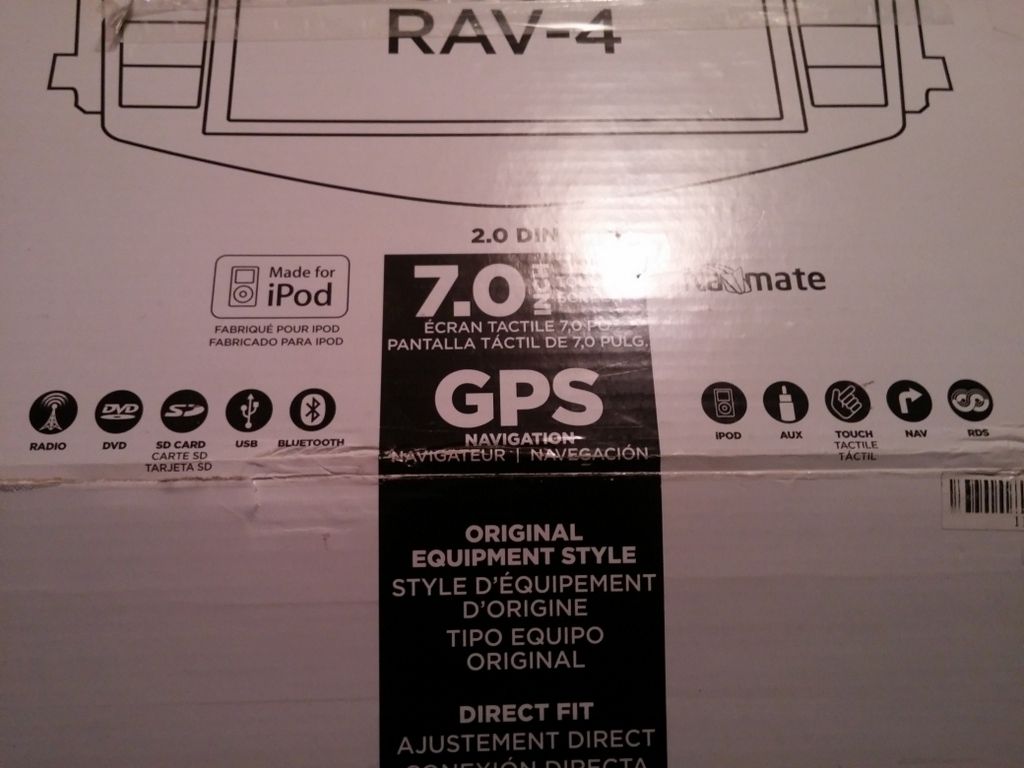 RAV-4
2.0 DIN
Made for
iPod
FABRIQUÉ POUR IPOD
FABRICADO PARA IPOD
7.0 INCH
ÉCRAN TACTILE 7,0
PANTALLA TÁCTIL DE 7,0 PULG.
mate
GPS
NAVIGATION
NAVIGATEUR | NAVEGACIÓN
RADIO
DVD
SD CARD
CARTE SD
TARJETA SD
USB
BLUETOOTH
IPOD
AUX
TOUCH
TACTILE
TÁCTIL
NAV
RDS
ORIGINAL
EQUIPMENT STYLE
STYLE D'ÉQUIPEMENT
D'ORIGINE
TIPO EQUIPO
ORIGINAL
DIRECT FIT
AJUSTEMENT DIRECT
CONEXIÓN DIRECTA